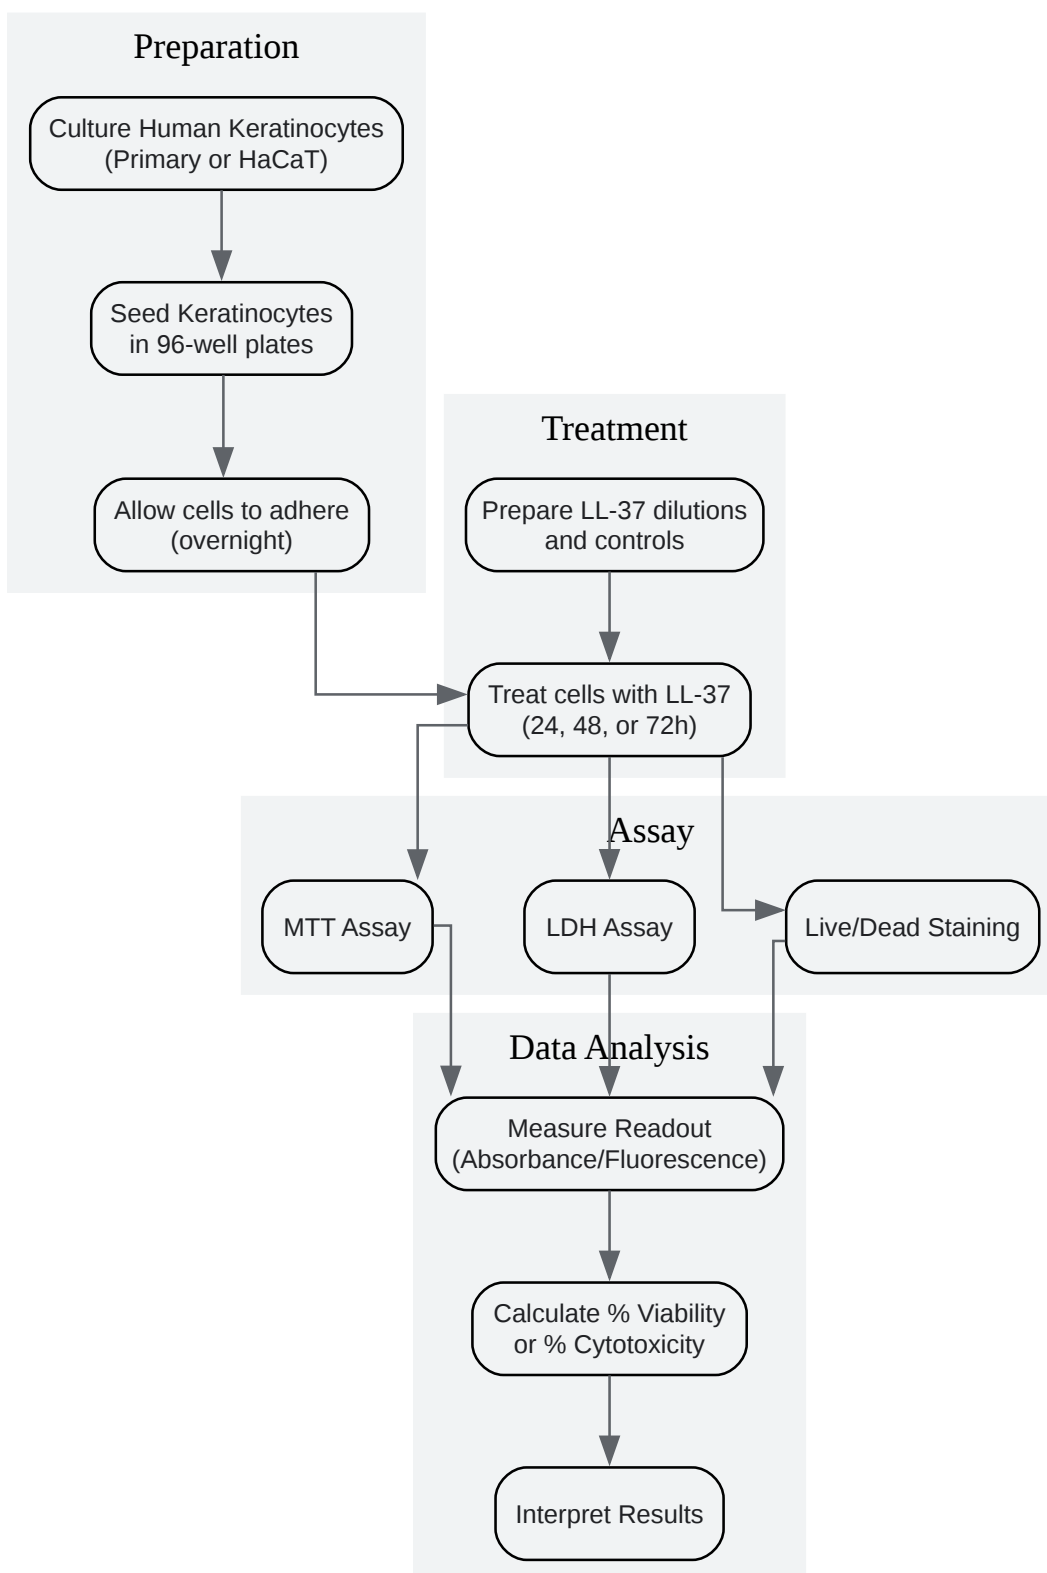 Preparation
Culture Human Keratinocytes
(Primary or HaCaT)
Seed Keratinocytes
in 96-well plates
Allow cells to adhere
(overnight)
Treatment
Prepare LL-37 dilutions
and controls
Treat cells with LL-37
(24, 48, or 72h)
Assay
MTT Assay
LDH Assay
Live/Dead Staining
Data Analysis
Measure Readout
(Absorbance/Fluorescence)
Calculate % Viability
or % Cytotoxicity
Interpret Results